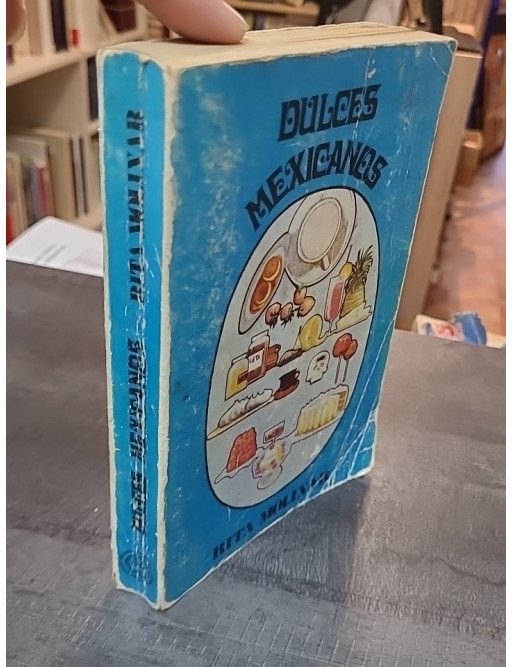 DULCES
MEXICANOS
RITA MOLINAR
DULCES MEXICANOS RITA MOLINAR